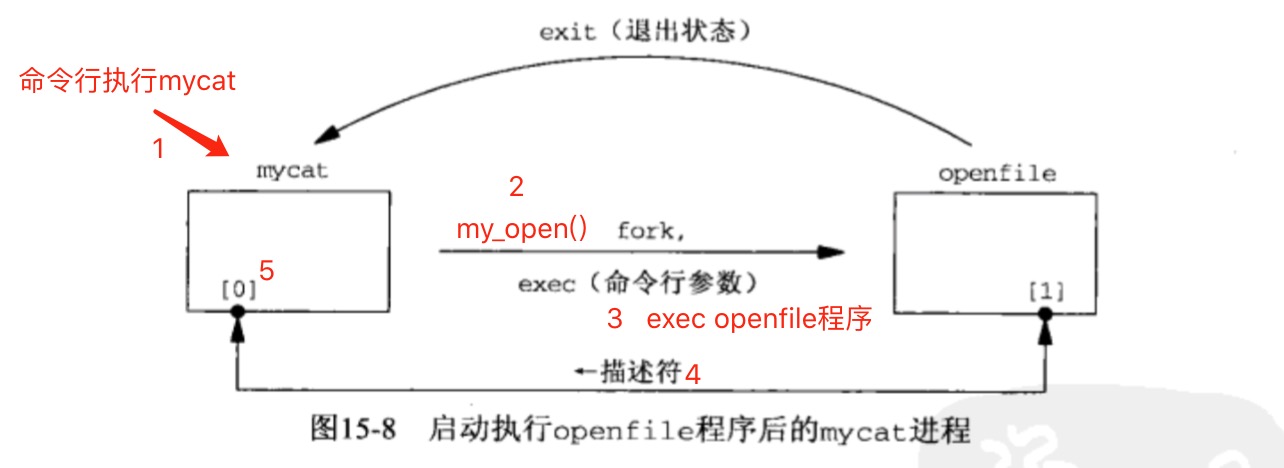 exit（退出状态）
命令行执行mycat
1
mycat
openfile
2
my_open() fork,
exec（命令行参数）
3 exec openfile程序
5
[0]
[1]
←描述符4
图15-8 启动执行openfile程序后的mycat进程